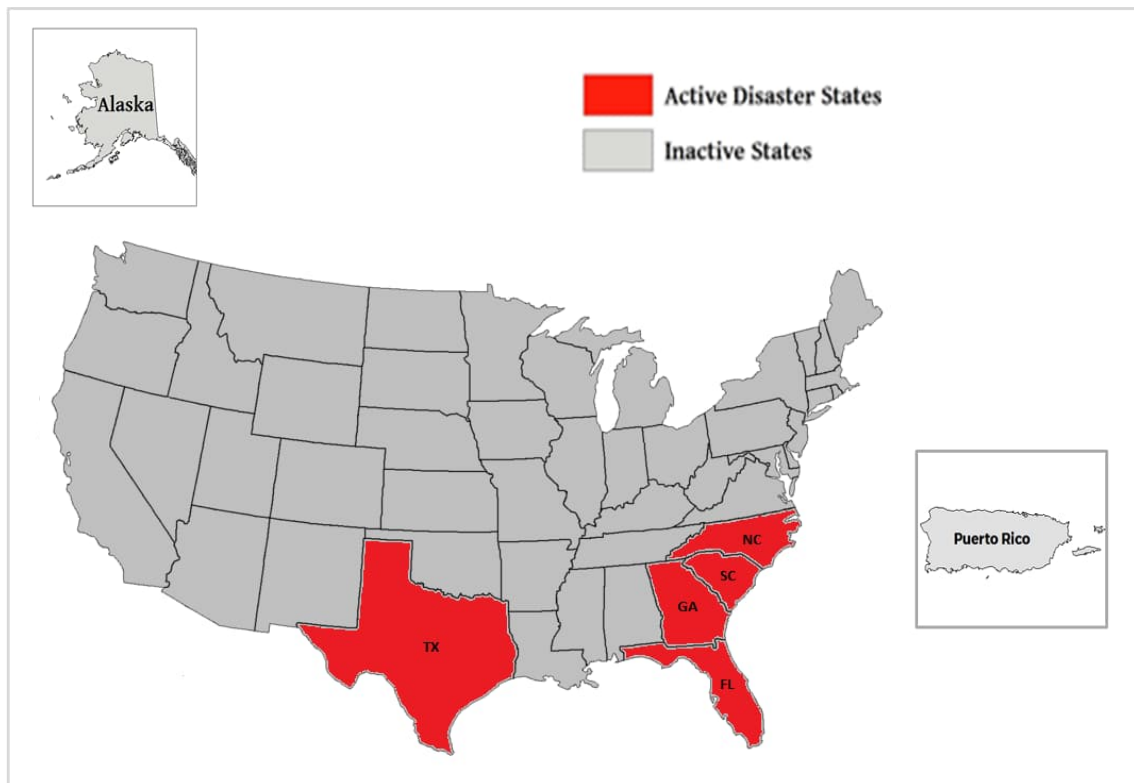 Alaska
Active Disaster States
Inactive States
NC
SC
GA
TX
FL
Puerto Rico